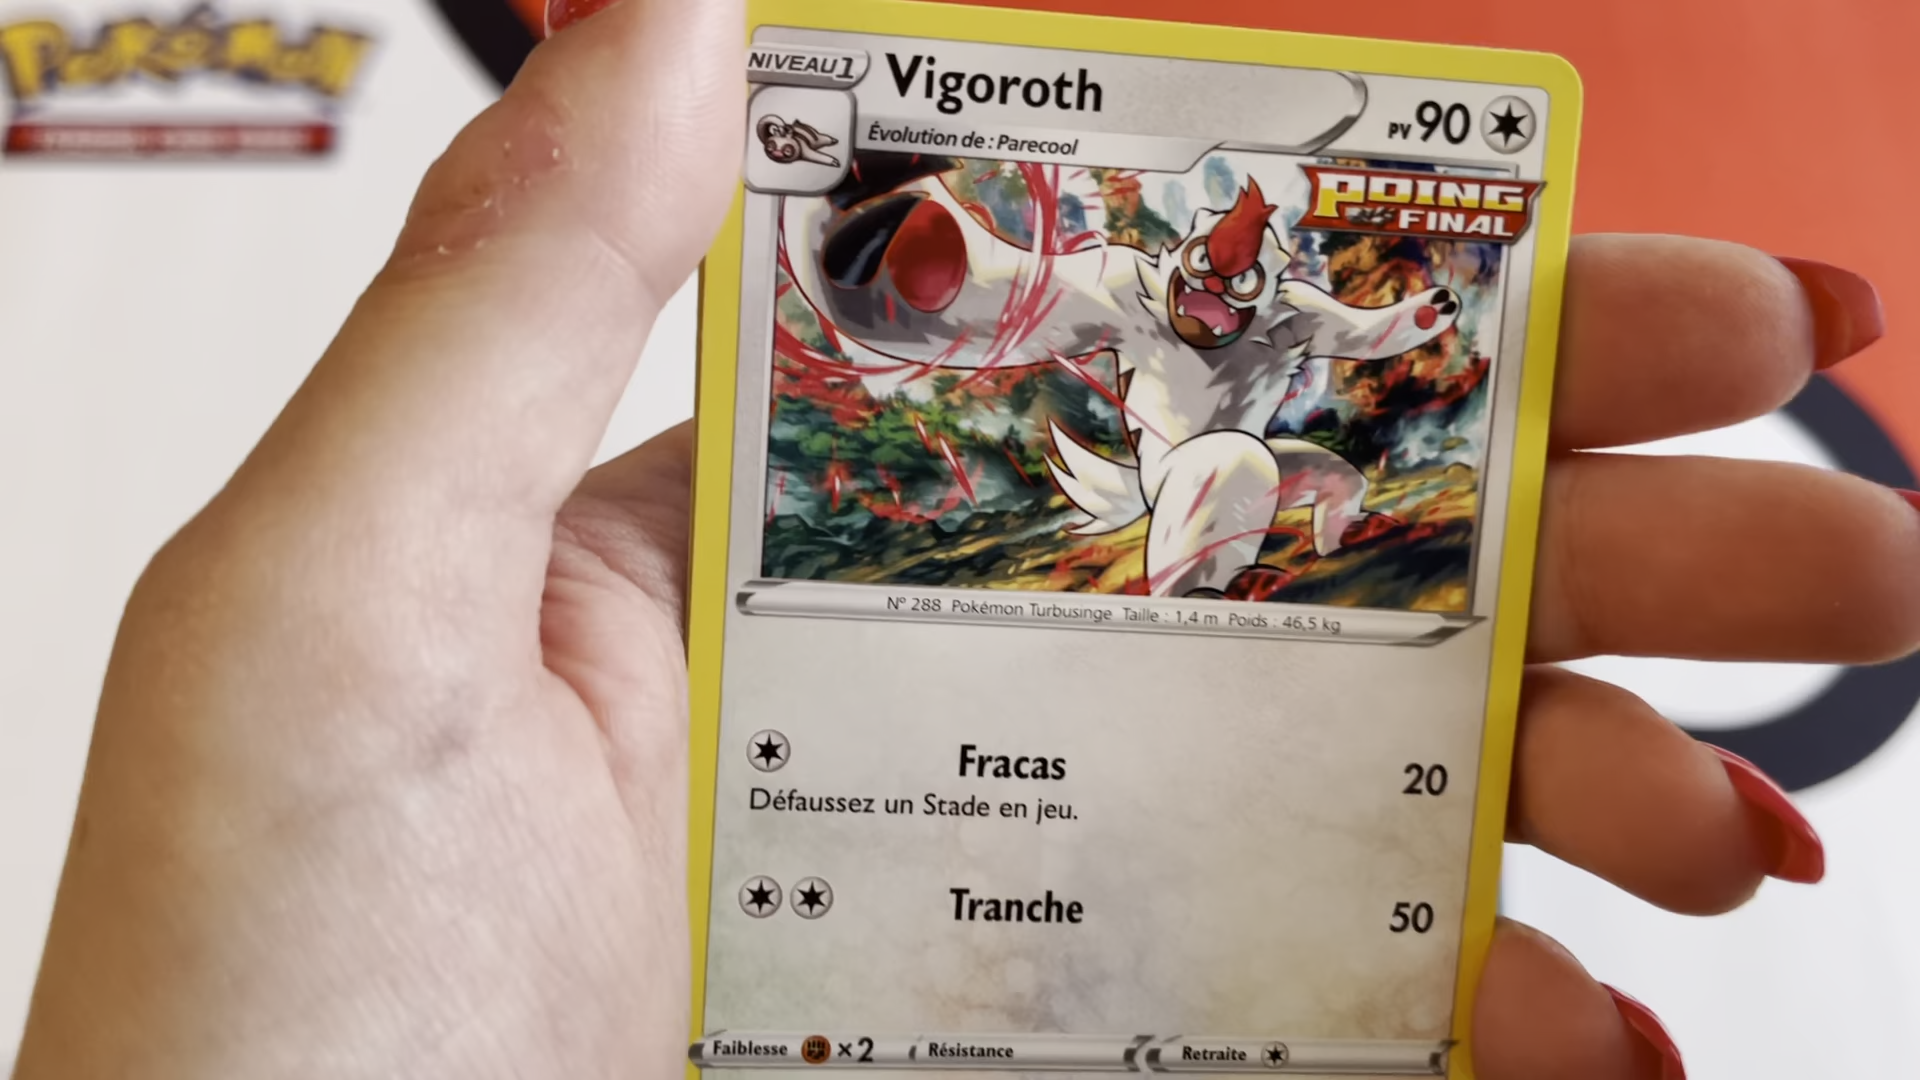 Pokémon
NIVEAU 1
Vigoroth
PV 90
Évolution de : Parecool
POING
FINAL
N° 288 Pokémon Turbusinge Taille : 1,4 m Poids : 46,5 kg
Fracas 20
Défaussez un Stade en jeu.
Tranche 50
Faiblesse ×2 Résistance Retraite